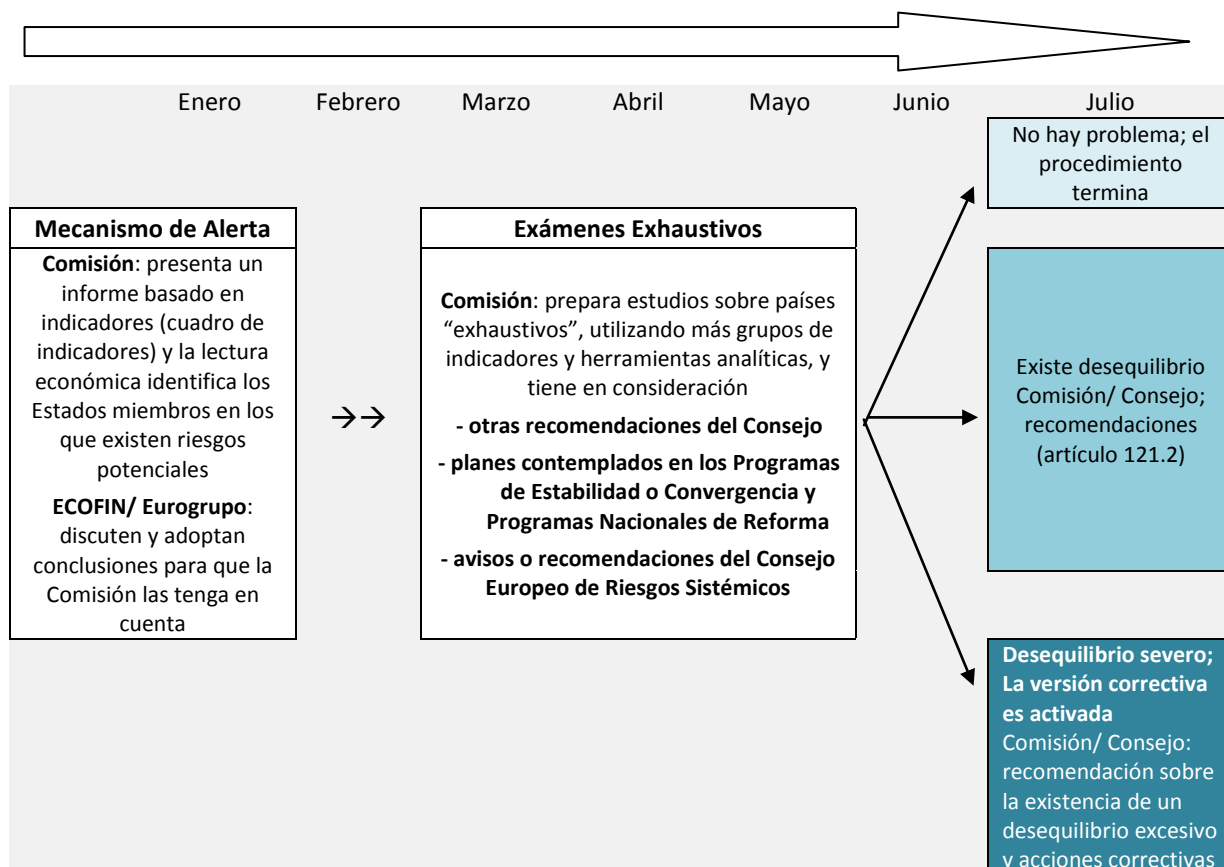 Enero Febrero Marzo Abril Mayo Junio Julio
No hay problema; el
procedimiento
termina
Mecanismo de Alerta
Comisión: presenta un
informe basado en
indicadores (cuadro de
indicadores) y la lectura
económica identifica los
Estados miembros en los
que existen riesgos
potenciales
ECOFIN/ Eurogrupo:
discuten y adoptan
conclusiones para que la
Comisión las tenga en
cuenta
→→
Exámenes Exhaustivos
Comisión: prepara estudios sobre países
“exhaustivos”, utilizando más grupos de
indicadores y herramientas analíticas, y
tiene en consideración
- otras recomendaciones del Consejo
- planes contemplados en los Programas
de Estabilidad o Convergencia y
Programas Nacionales de Reforma
- avisos o recomendaciones del Consejo
Europeo de Riesgos Sistémicos
Existe desequilibrio
Comisión/ Consejo;
recomendaciones
(artículo 121.2)
Desequilibrio severo;
La versión correctiva
es activada
Comisión/ Consejo:
recomendación sobre
la existencia de un
desequilibrio excesivo
y acciones correctivas